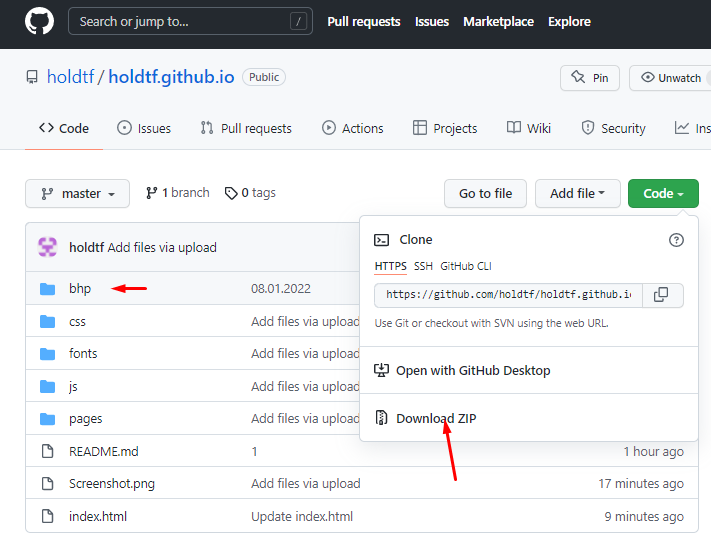 Search or jump to... / Pull requests Issues Marketplace Explore
holdtf / holdtf.github.io Public Pin Unwatch
Code Issues Pull requests Actions Projects Wiki Security Ins
master 1 branch 0 tags Go to file Add file Code
holdtf Add files via upload
Clone
HTTPS SSH GitHub CLI
https://github.com/holdtf/holdtf.github.io
Use Git or checkout with SVN using the web URL.
Open with GitHub Desktop
Download ZIP
bhp 08.01.2022
css Add files via upload
fonts Add files via upload
js Add files via upload
pages Add files via upload
README.md 1 1 hour ago
Screenshot.png Add files via upload 17 minutes ago
index.html Update index.html 9 minutes ago